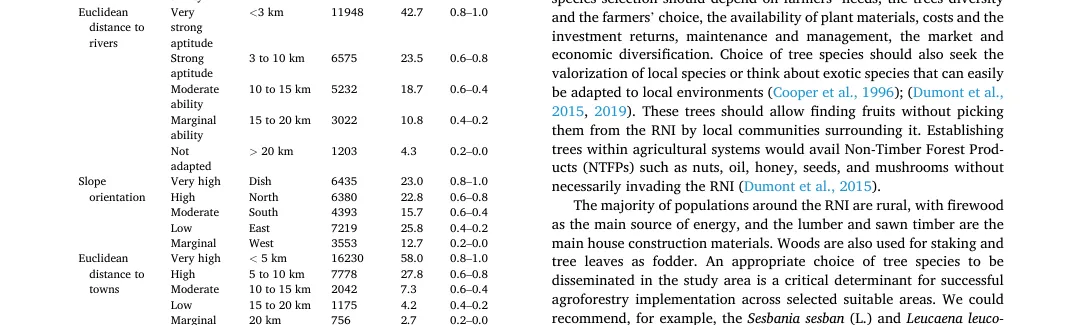 Euclidean Very <3 km 11948 42.7 0.8–1.0
distance to strong
rivers aptitude
Strong 3 to 10 km 6575 23.5 0.6–0.8
aptitude
Moderate 10 to 15 km 5232 18.7 0.6–0.4
ability
Marginal 15 to 20 km 3022 10.8 0.4–0.2
ability
Not > 20 km 1203 4.3 0.2–0.0
adapted
Slope Very high Dish 6435 23.0 0.8–1.0
orientation High North 6380 22.8 0.6–0.8
Moderate South 4393 15.7 0.6–0.4
Low East 7219 25.8 0.4–0.2
Marginal West 3553 12.7 0.2–0.0
Euclidean Very high < 5 km 16230 58.0 0.8–1.0
distance to High 5 to 10 km 7778 27.8 0.6–0.8
towns Moderate 10 to 15 km 2042 7.3 0.6–0.4
Low 15 to 20 km 1175 4.2 0.4–0.2
Marginal 20 km 756 2.7 0.2–0.0
species selection should depend on farmers' needs, the trees diversity
and the farmers' choice, the availability of plant materials, costs and the
investment returns, maintenance and management, the market and
economic diversification. Choice of tree species should also seek the
valorization of local species or think about exotic species that can easily
be adapted to local environments (Cooper et al., 1996); (Dumont et al.,
2015, 2019). These trees should allow finding fruits without picking
them from the RNI by local communities surrounding it. Establishing
trees within agricultural systems would avail Non-Timber Forest Prod-
ucts (NTFPs) such as nuts, oil, honey, seeds, and mushrooms without
necessarily invading the RNI (Dumont et al., 2015).
The majority of populations around the RNI are rural, with firewood
as the main source of energy, and the lumber and sawn timber are the
main house construction materials. Woods are also used for staking and
tree leaves as fodder. An appropriate choice of tree species to be
disseminated in the study area is a critical determinant for successful
agroforestry implementation across selected suitable areas. We could
recommend, for example, the Sesbania sesban (L.) and Leucaena leuco-